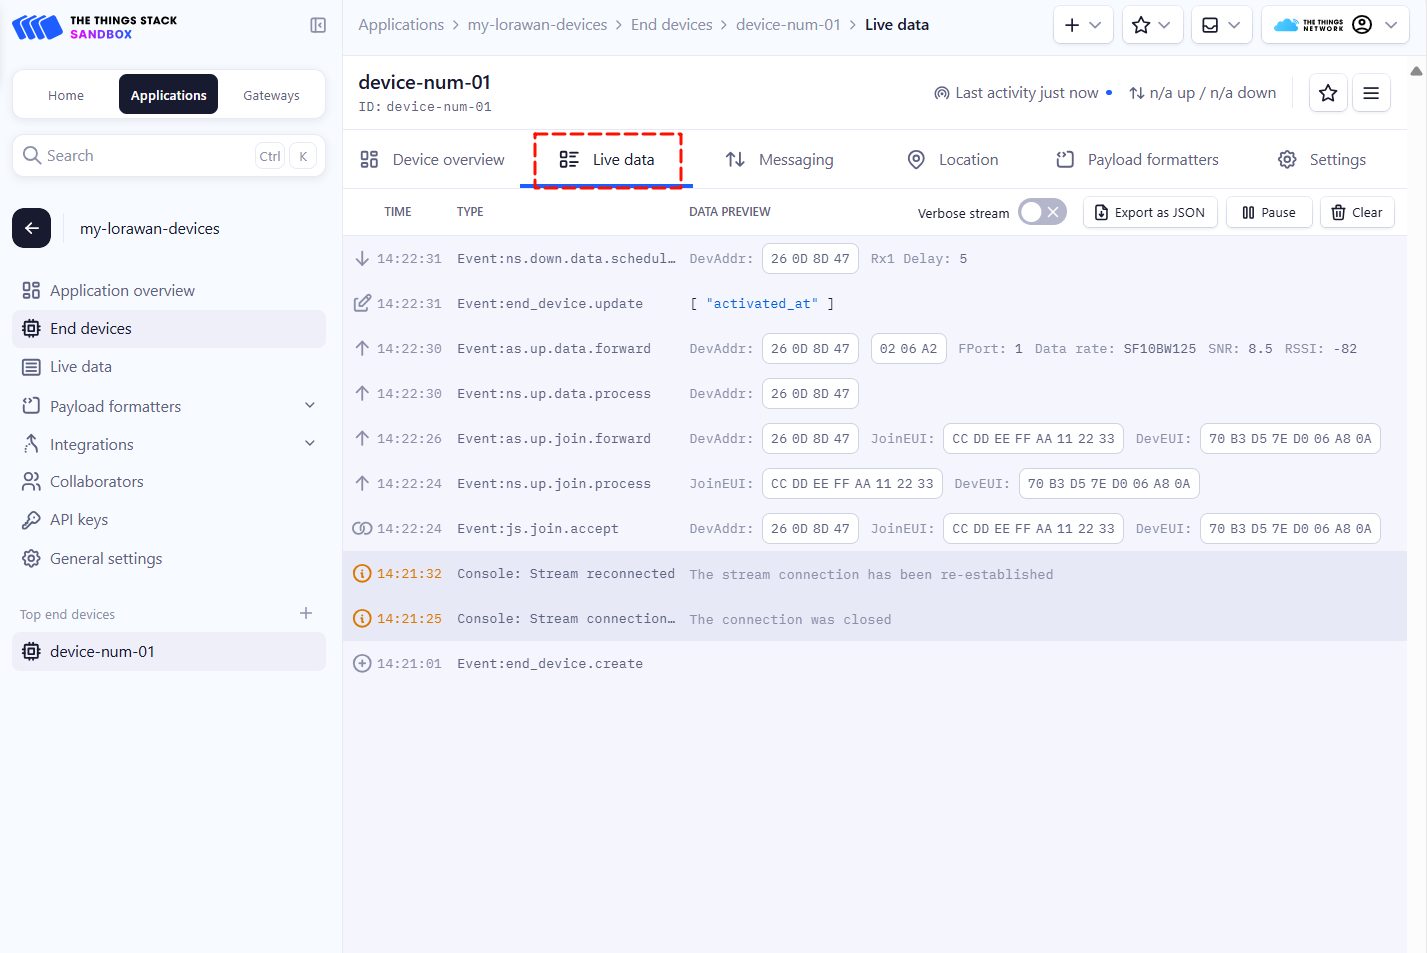 THE THINGS STACK
SANDBOX
Applications my-lorawan-devices End devices device-num-01 Live data
THE THINGS
NETWORK
Home Applications Gateways
Search Ctrl K
my-lorawan-devices
Application overview
End devices
Live data
Payload formatters
Integrations
Collaborators
API keys
General settings
Top end devices
device-num-01
device-num-01
ID: device-num-01
Last activity just now n/a up / n/a down
Device overview Live data Messaging Location Payload formatters Settings
TIME TYPE DATA PREVIEW Verbose stream Export as JSON Pause Clear
14:22:31 Event:ns.down.data.schedul… DevAddr: 26 0D 8D 47 Rx1 Delay: 5
14:22:31 Event:end_device.update [ "activated_at" ]
14:22:30 Event:as.up.data.forward DevAddr: 26 0D 8D 47 02 06 A2 FPort: 1 Data rate: SF10BW125 SNR: 8.5 RSSI: -82
14:22:30 Event:ns.up.data.process DevAddr: 26 0D 8D 47
14:22:26 Event:as.up.join.forward DevAddr: 26 0D 8D 47 JoinEUI: CC DD EE FF AA 11 22 33 DevEUI: 70 B3 D5 7E D0 06 A8 0A
14:22:24 Event:ns.up.join.process JoinEUI: CC DD EE FF AA 11 22 33 DevEUI: 70 B3 D5 7E D0 06 A8 0A
14:22:24 Event:js.join.accept DevAddr: 26 0D 8D 47 JoinEUI: CC DD EE FF AA 11 22 33 DevEUI: 70 B3 D5 7E D0 06 A8 0A
14:21:32 Console: Stream reconnected The stream connection has been re-established
14:21:25 Console: Stream connection… The connection was closed
14:21:01 Event:end_device.create